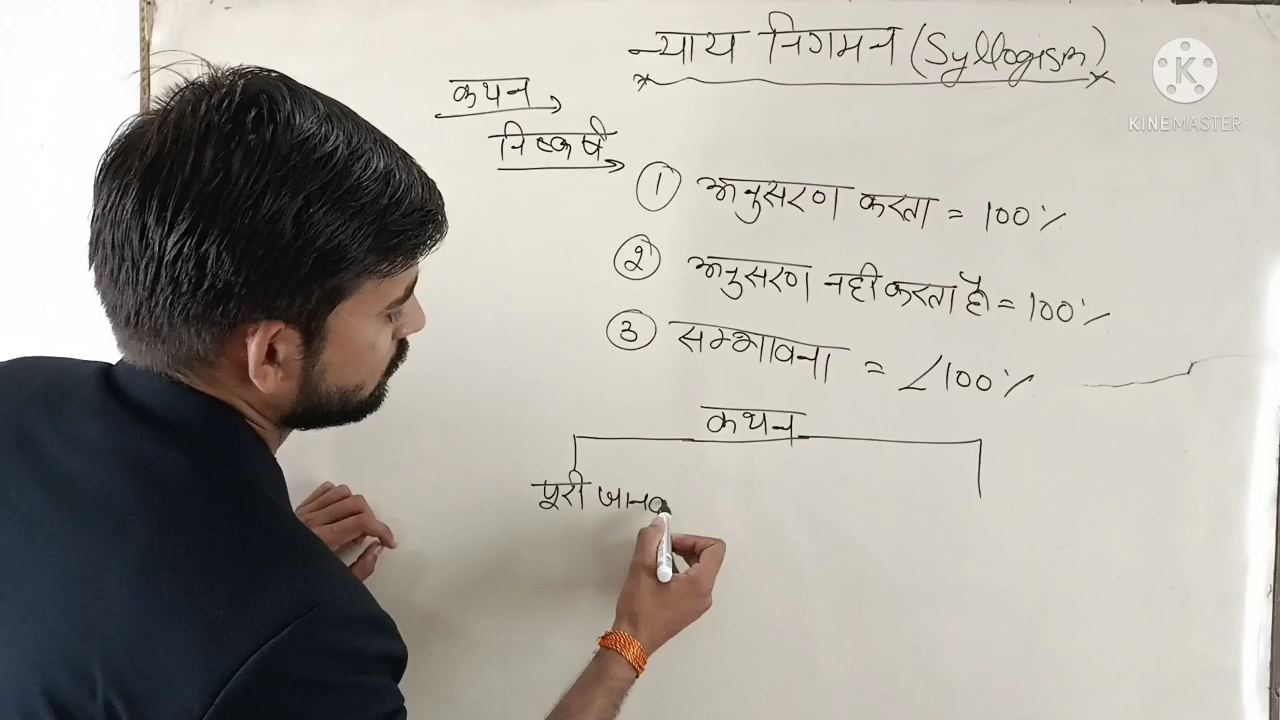 न्याय निगमन (Syllogism)
कथन
निष्कर्ष
① अनुसरण करता = 100%
② अनुसरण नही करता है = 100%
③ सम्भावना = <100%
कथन
पूरी जान
KINEMASTER